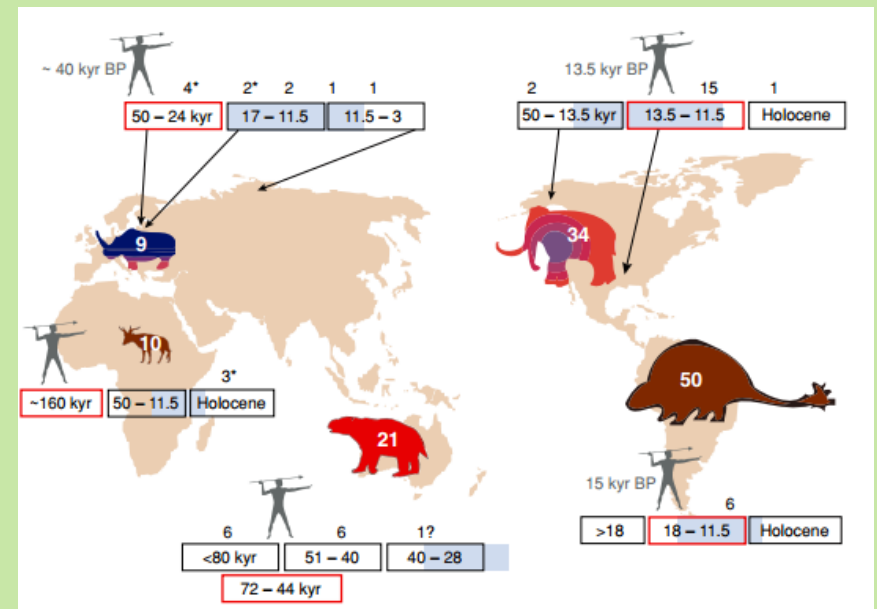 ~ 40 kyr BP
4* 2* 2 1 1
50 – 24 kyr 17 – 11.5 11.5 – 3
13.5 kyr BP
2 15 1
50 – 13.5 kyr 13.5 – 11.5 Holocene
9
34
10
3*
~160 kyr 50 – 11.5 Holocene
50
21
15 kyr BP
6
>18 18 – 11.5 Holocene
6 6 1?
<80 kyr 51 – 40 40 – 28
72 – 44 kyr